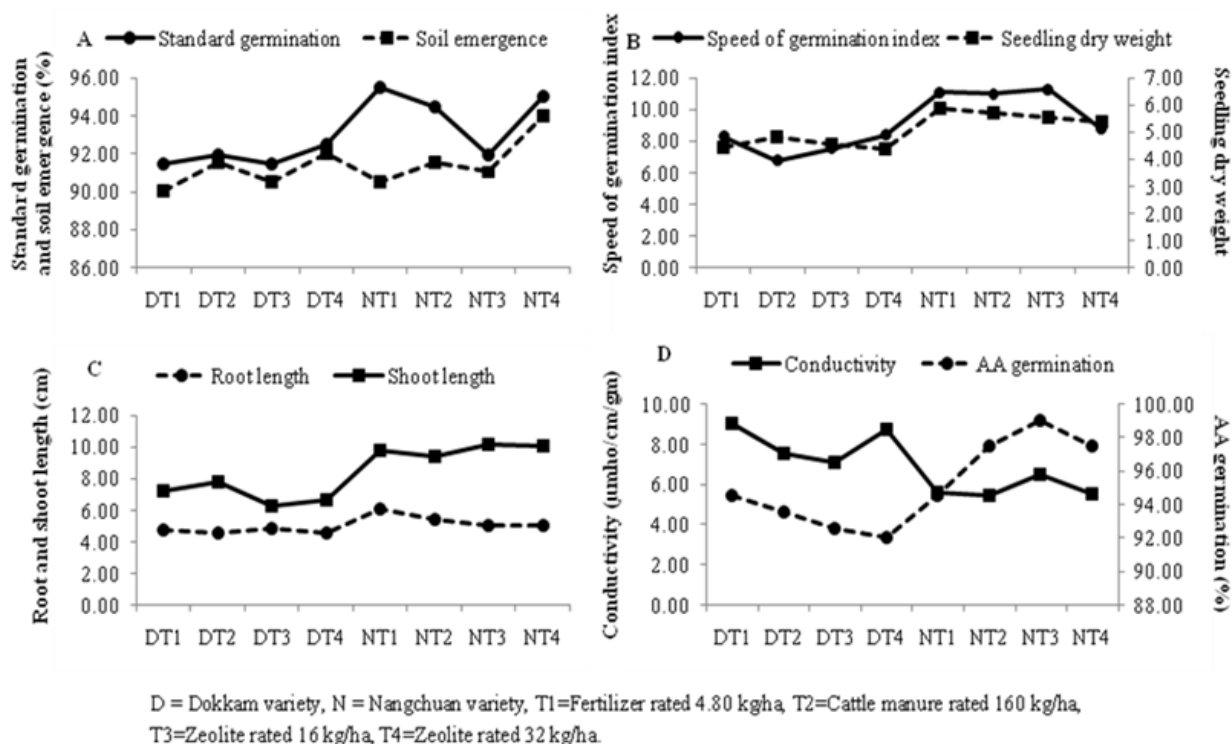 A
Standard germination
Soil emergence
Standard germination
and soil emergence (%)
96.00
94.00
92.00
90.00
88.00
86.00
DT1 DT2 DT3 DT4 NT1 NT2 NT3 NT4
B
Speed of germination index
Seedling dry weight
Speed of germination index
12.00
10.00
8.00
6.00
4.00
2.00
0.00
7.00
6.00
5.00
4.00
3.00
2.00
1.00
0.00
Seedling dry weight
DT1 DT2 DT3 DT4 NT1 NT2 NT3 NT4
C
Root length
Shoot length
Root and shoot length (cm)
12.00
10.00
8.00
6.00
4.00
2.00
0.00
DT1 DT2 DT3 DT4 NT1 NT2 NT3 NT4
D
Conductivity
AA germination
Conductivity (µmho/cm/gm)
10.00
8.00
6.00
4.00
2.00
0.00
100.00
98.00
96.00
94.00
92.00
90.00
88.00
AA germination (%)
DT1 DT2 DT3 DT4 NT1 NT2 NT3 NT4
D = Dokkam variety, N = Nangchuan variety, T1=Fertilizer rated 4.80 kgha, T2=Cattle manure rated 160 kg/ha,
T3=Zeolite rated 16 kg/ha, T4=Zeolite rated 32 kg/ha.